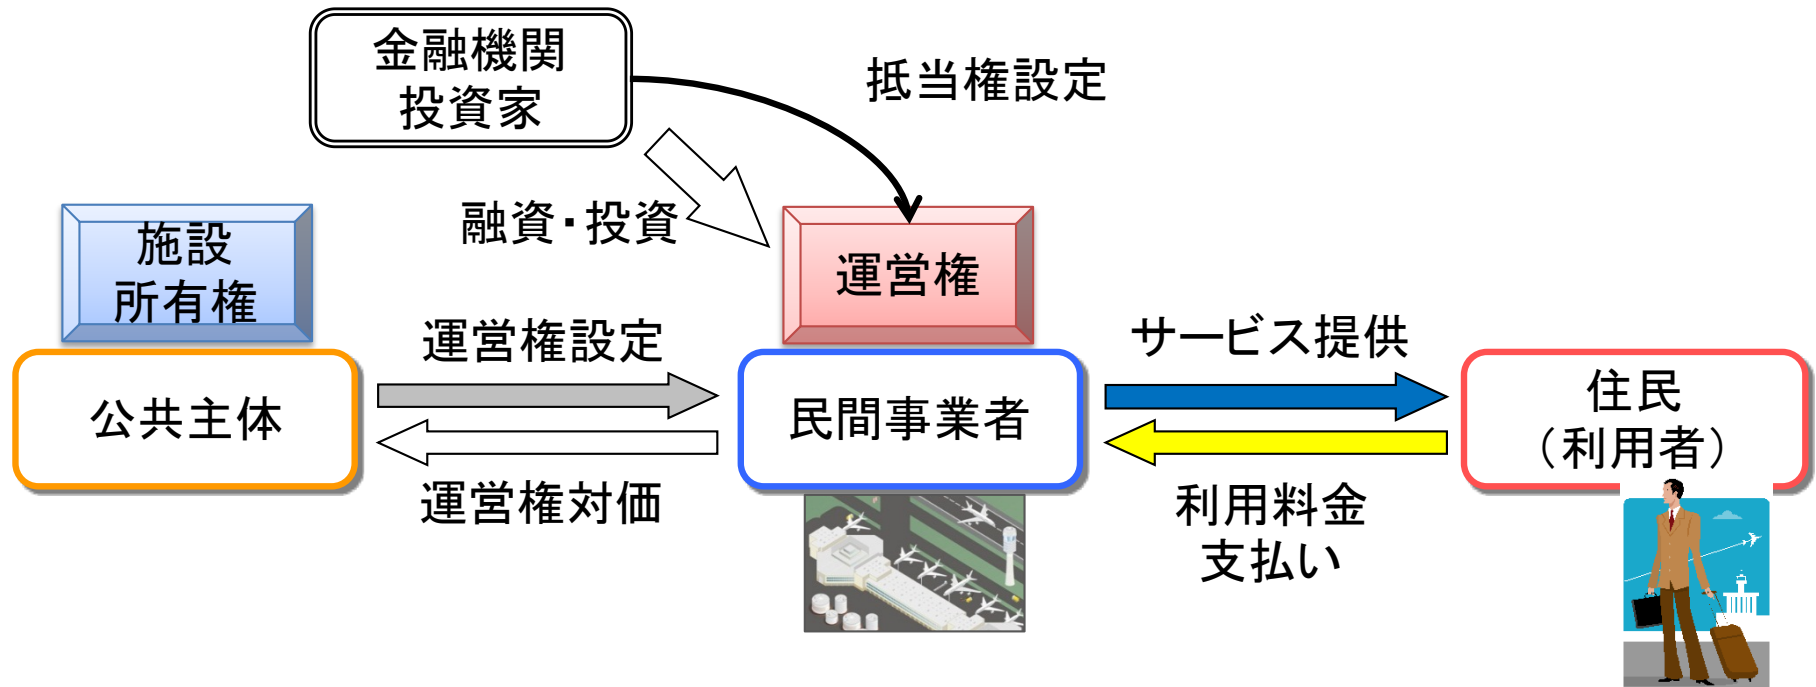 金融機関
投資家
抵当権設定
融資・投資
施設
所有権
運営権
運営権設定
サービス提供
公共主体
民間事業者
住民
（利用者）
運営権対価
利用料金
支払い